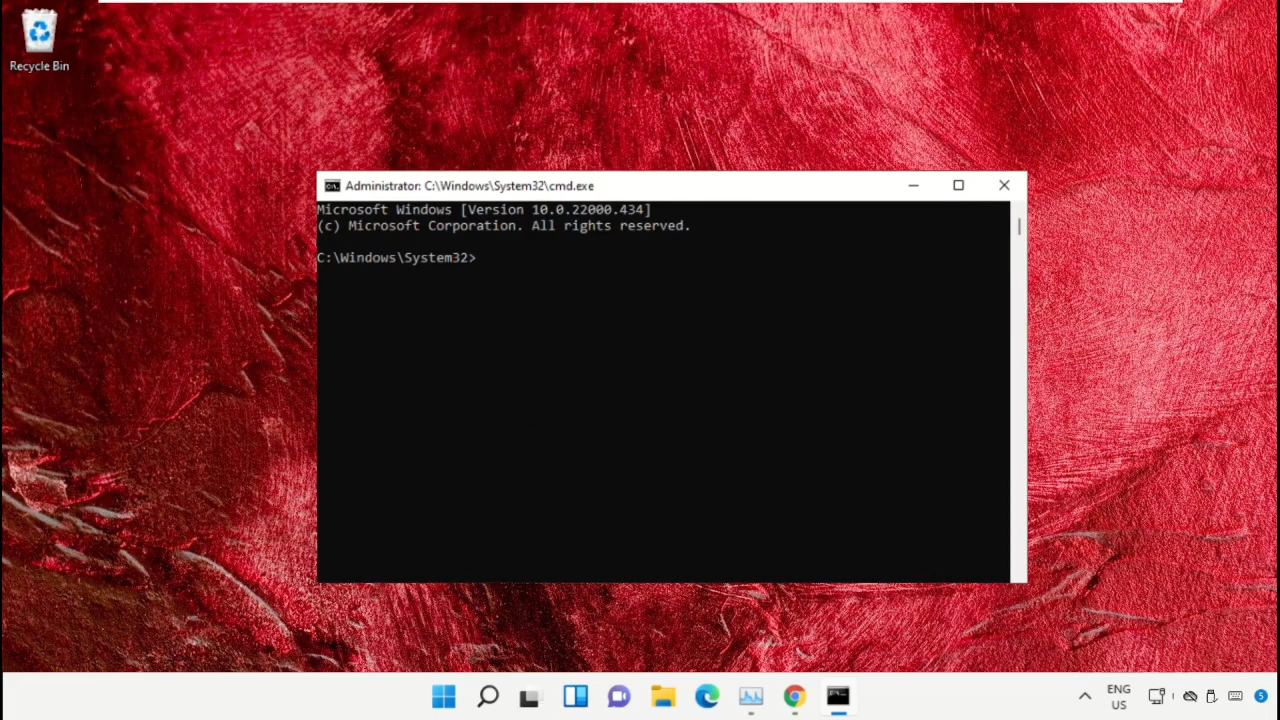 Recycle Bin
Administrator: C:\Windows\System32\cmd.exe
Microsoft Windows [Version 10.0.22000.434]
(c) Microsoft Corporation. All rights reserved.
C:\Windows\System32>
ENG
US
5